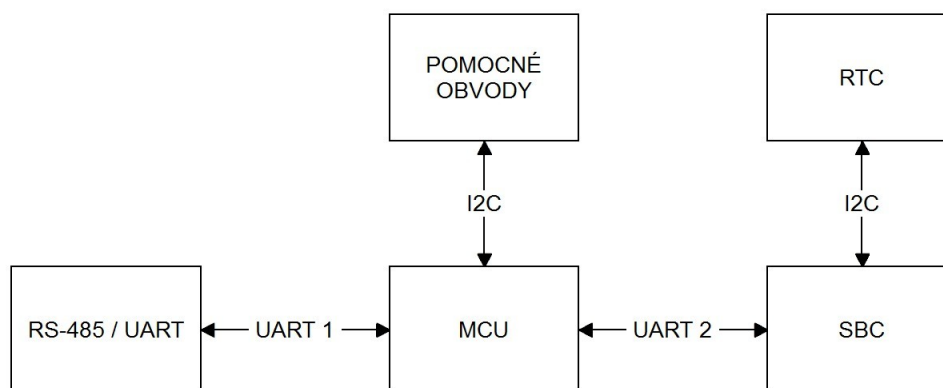 POMOCNÉ
OBVODY
RTC
I2C
I2C
RS-485 / UART
UART 1
MCU
UART 2
SBC